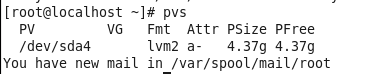 [root@localhost ~]# pvs
  PV         VG   Fmt  Attr PSize PFree
  /dev/sda4       lvm2 a-   4.37g 4.37g
You have new mail in /var/spool/mail/root